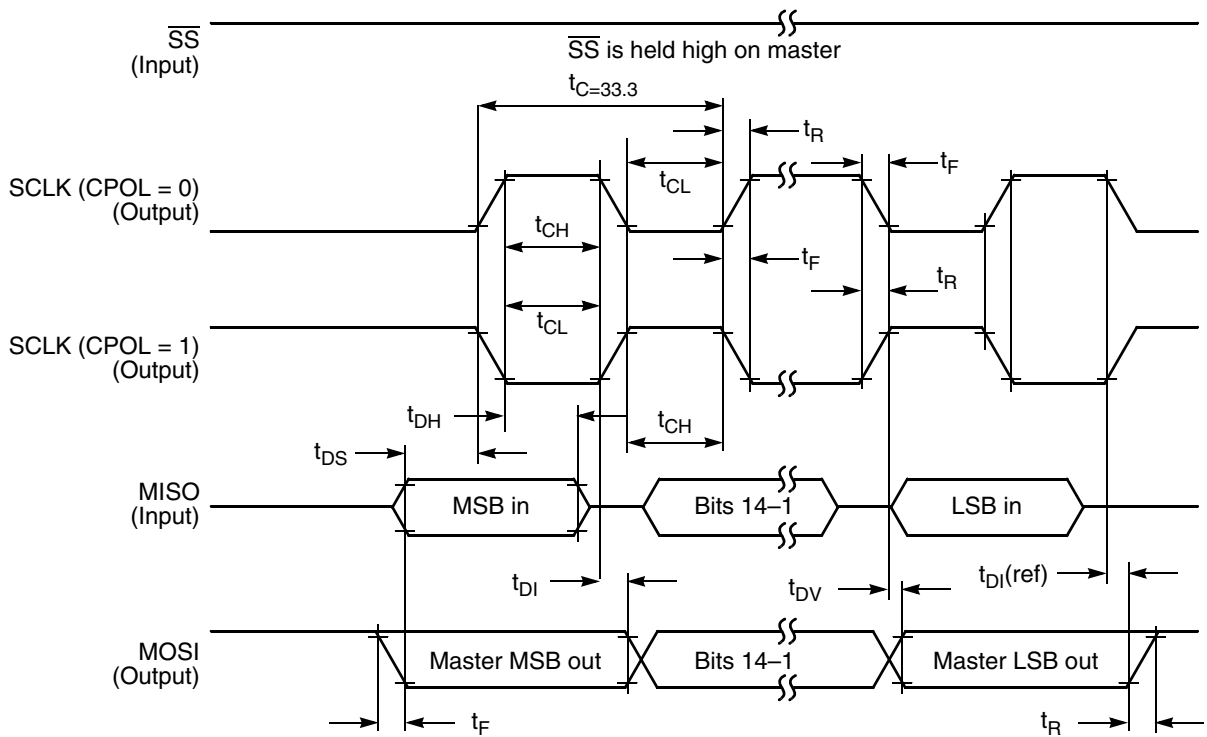 SS
(Input)
SS is held high on master
tC=33.3
tR
tF
tCL
SCLK (CPOL = 0)
(Output)
tCH
tF
tR
tCL
SCLK (CPOL = 1)
(Output)
tDH
tCH
tDS
MISO
(Input)
MSB in
Bits 14–1
LSB in
tDI
tDV
tDI(ref)
MOSI
(Output)
Master MSB out
Bits 14–1
Master LSB out
tF
tR